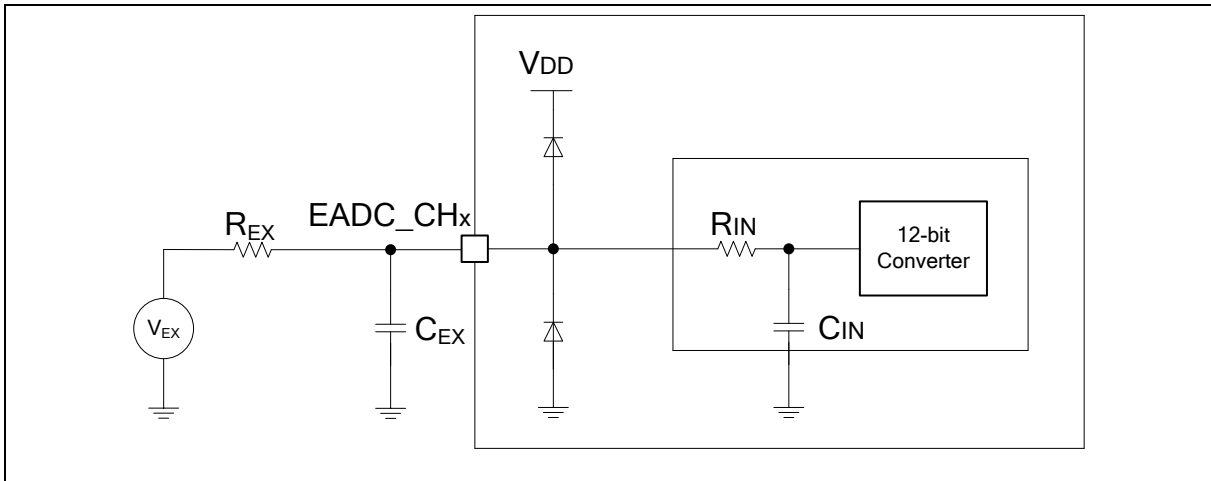 VDD
EADC_CHx
REX
RIN
12-bit
Converter
VEX
CEX
CIN